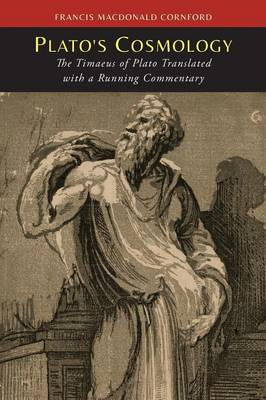 FRANCIS MACDONALD CORNFORD
PLATO'S COSMOLOGY
The Timaeus of Plato Translated
with a Running Commentary